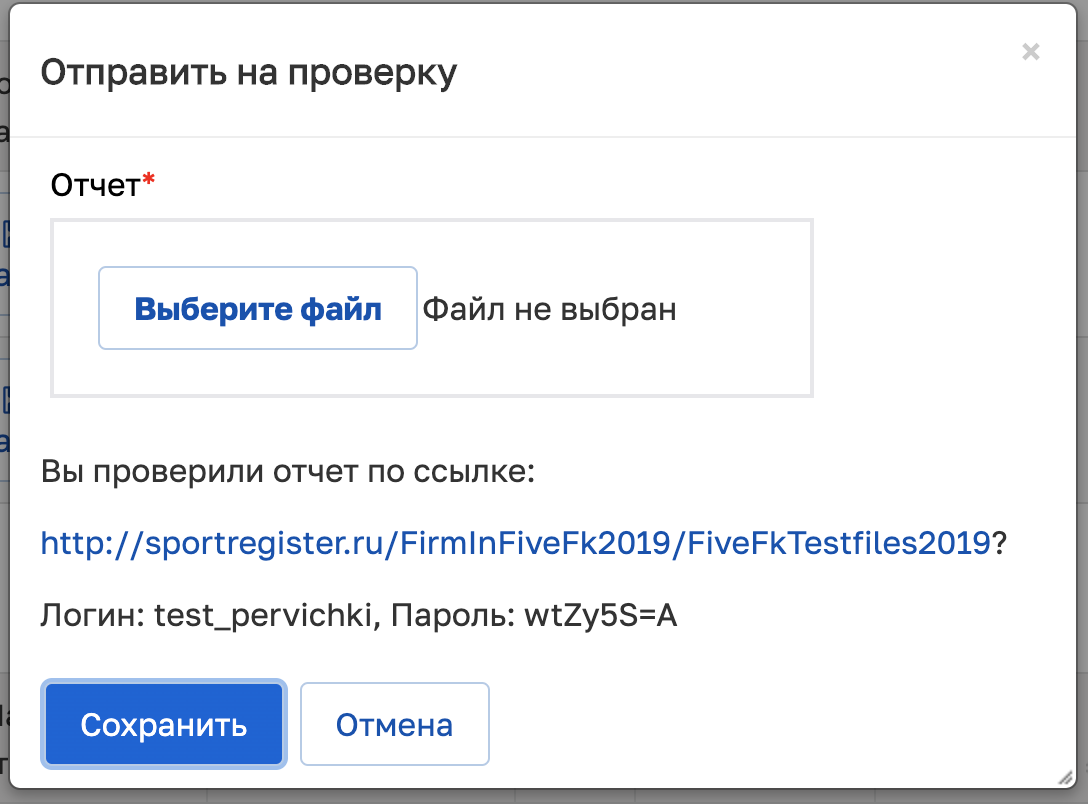 Отправить на проверку
×
Отчет*
Выберите файл Файл не выбран
Вы проверили отчет по ссылке:
http://sportregister.ru/FirmInFiveFk2019/FiveFkTestfiles2019?
Логин: test_pervichki, Пароль: wtZy5S=A
Сохранить Отмена